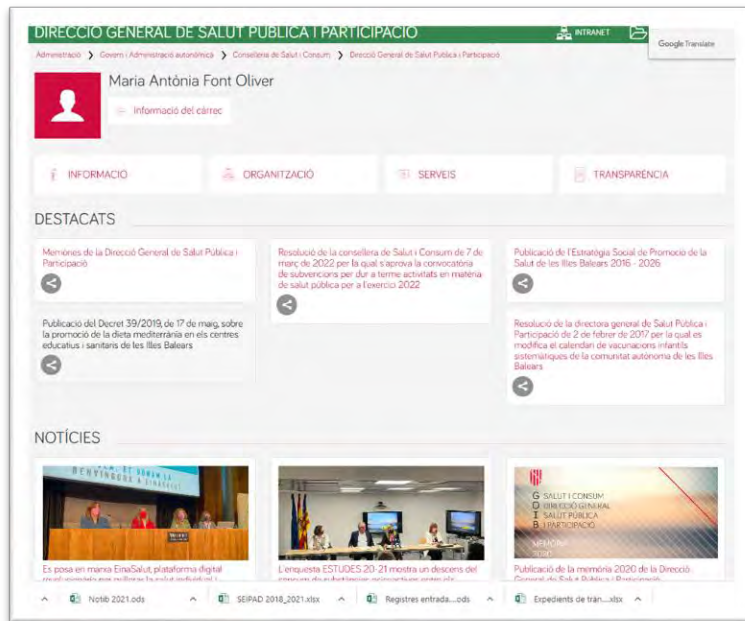 DIRECCIÓ GENERAL DE SALUT PÚBLICA I PARTICIPACIÓ
INTRANET
Google Translate
Administració ❯ Govern i Administració autonòmica ❯ Conselleria de Salut i Consum ❯ Direcció General de Salut Pública i Participació
Maria Antònia Font Oliver
Informació del càrrec
INFORMACIÓ
ORGANITZACIÓ
SERVEIS
TRANSPARÈNCIA
DESTACATS
Memòries de la Direcció General de Salut Pública i
Participació
Resolució de la consellera de Salut i Consum de 7 de
març de 2022 per la qual s'aprova la convocatòria
de subvencions per dur a terme activitats en matèria
de salut pública per a l'exercici 2022
Publicació de l'Estratègia Social de Promoció de la
Salut de les Illes Balears 2016 - 2026
Publicació del Decret 39/2019, de 17 de maig, sobre
la promoció de la dieta mediterrània en els centres
educatius i sanitaris de les Illes Balears
Resolució de la directora general de Salut Pública i
Participació de 2 de febrer de 2017 per la qual es
modifica el calendari de vacunacions infantils
sistemàtiques de la comunitat autònoma de les Illes
Balears
NOTÍCIES
BENVINGUTS A EINASALUT
G SALUT I CONSUM
O DIRECCIÓ GENERAL
I SALUT PÚBLICA
B I PARTICIPACIÓ
MEMÒRIA
2020
Es posa en marxa EinaSalut, plataforma digital
L'enquesta ESTUDES 20-21 mostra un descens del
Publicació de la memòria 2020 de la Direcció
General de Salut Pública i Participació
Notib 2021.ods
SEIPAD 2018_2021.xlsx
Registres entrada....ods
Expedients de tràn....xlsx